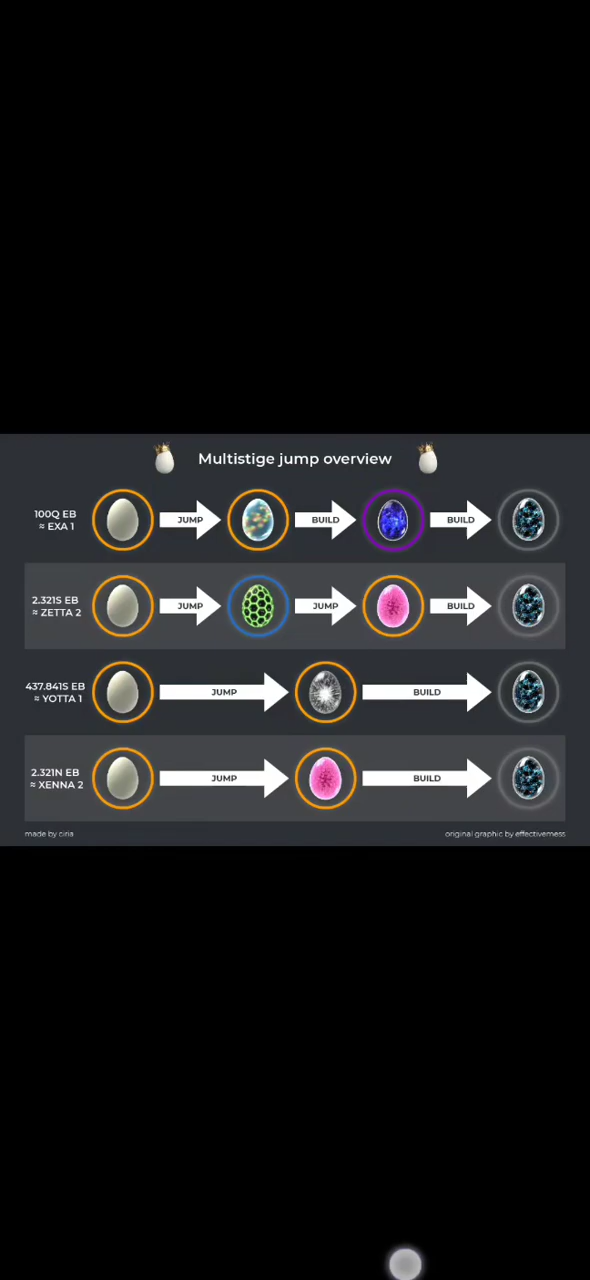 Multistige jump overview
100Q EB
≈ EXA 1
JUMP
BUILD
BUILD
2.321S EB
≈ ZETTA 2
JUMP
JUMP
BUILD
437.841S EB
≈ YOTTA 1
JUMP
BUILD
2.321N EB
≈ XENNA 2
JUMP
BUILD
made by ciria
original graphic by effectiveness